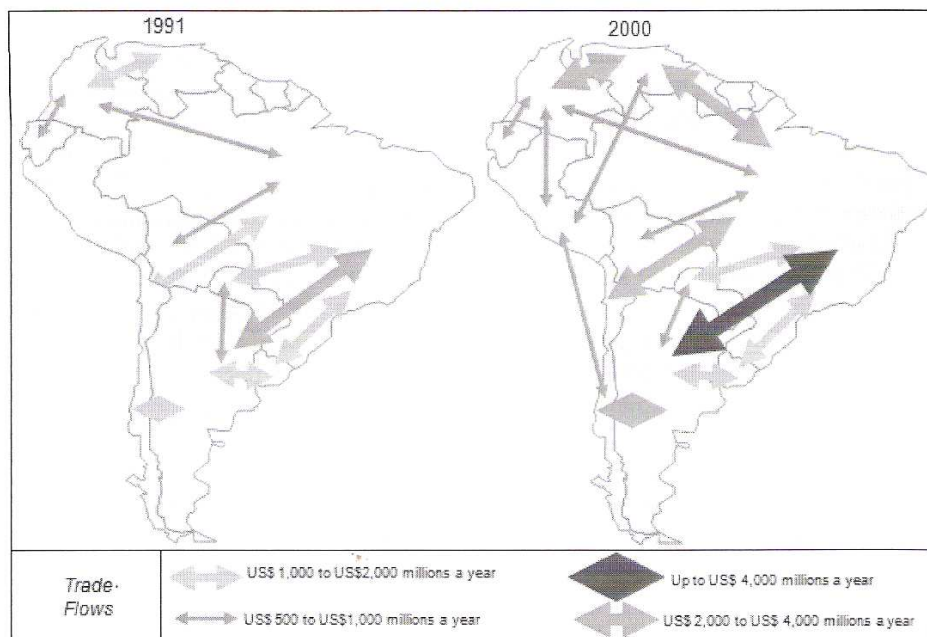 1991
2000
Trade-
Flows
US$ 1,000 to US$2,000 millions a year
US$ 500 to US$1,000 millions a year
Up to US$ 4,000 millions a year
US$ 2,000 to US$ 4,000 millions a year